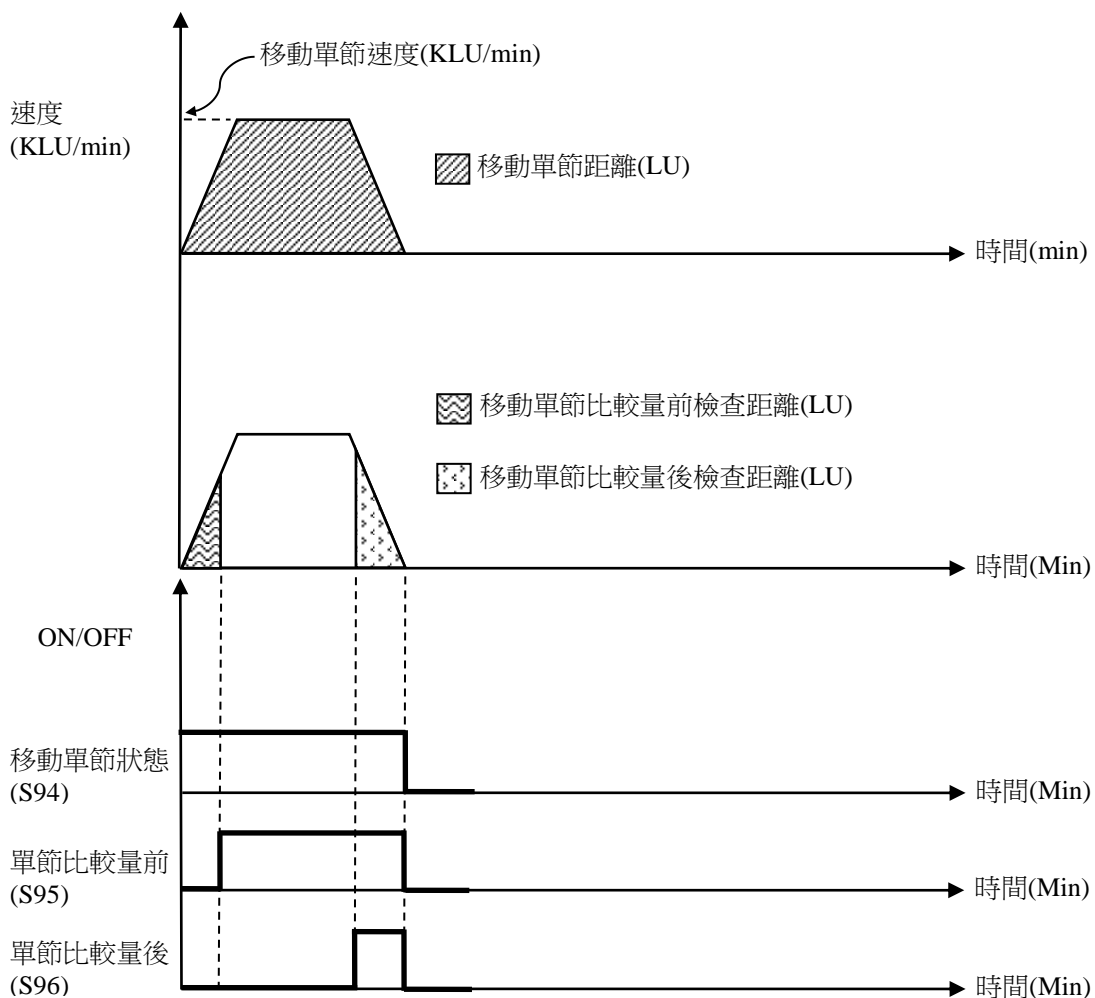 移動單節速度(KLU/min)
速度
(KLU/min)
移動單節距離(LU)
時間(min)
移動單節比較量前檢查距離(LU)
移動單節比較量後檢查距離(LU)
時間(Min)
ON/OFF
移動單節狀態
(S94)
時間(Min)
單節比較量前
(S95)
時間(Min)
單節比較量後
(S96)
時間(Min)